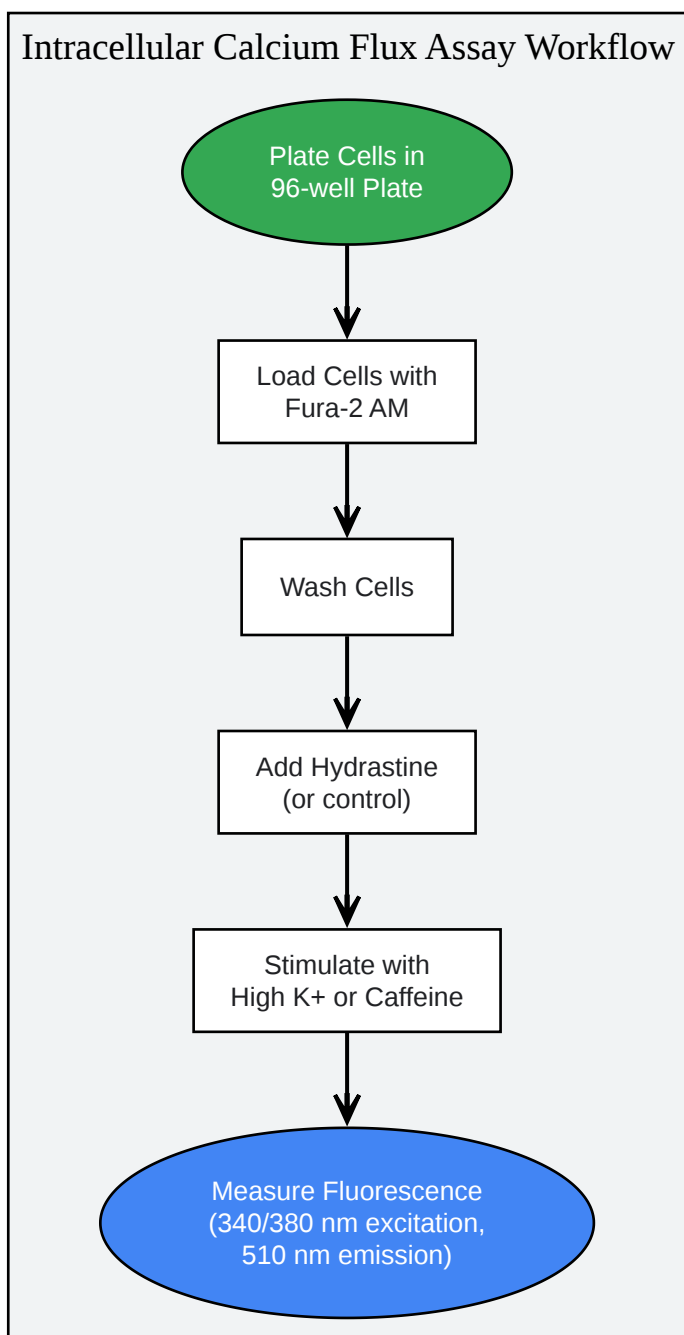 Intracellular Calcium Flux Assay Workflow
Plate Cells in
96-well Plate
Load Cells with
Fura-2 AM
Wash Cells
Add Hydrastine
(or control)
Stimulate with
High K+ or Caffeine
Measure Fluorescence
(340/380 nm excitation,
510 nm emission)